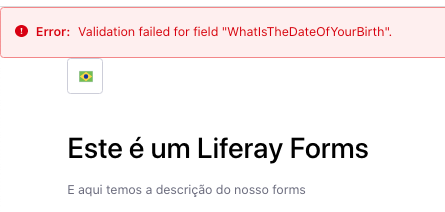 Error: Validation failed for field "WhatIsTheDateOfYourBirth".
Este é um Liferay Forms
E aqui temos a descrição do nosso forms